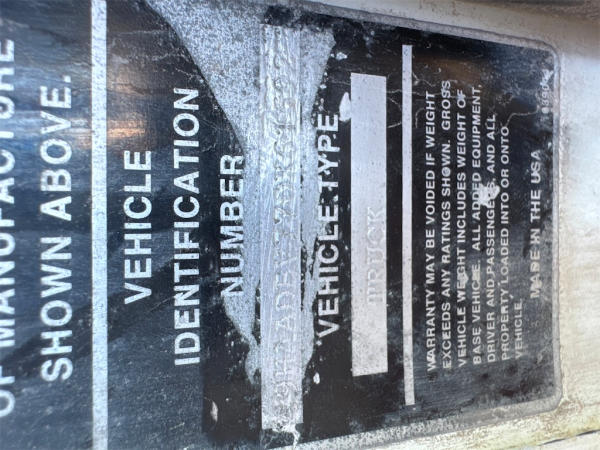 OF MANUFACTURE
SHOWN ABOVE.
VEHICLE
IDENTIFICATION
NUMBER
VEHICLE TYPE
TRUCK
WARRANTY MAY BE VOIDED IF WEIGHT
EXCEEDS ANY RATINGS SHOWN. GROSS
VEHICLE WEIGHT INCLUDES WEIGHT OF
BASE VEHICLE. ALL ADDED EQUIPMENT,
DRIVER AND PASSENGERS, AND ALL
PROPERTY LOADED INTO OR ONTO
VEHICLE.
MADE IN THE USA